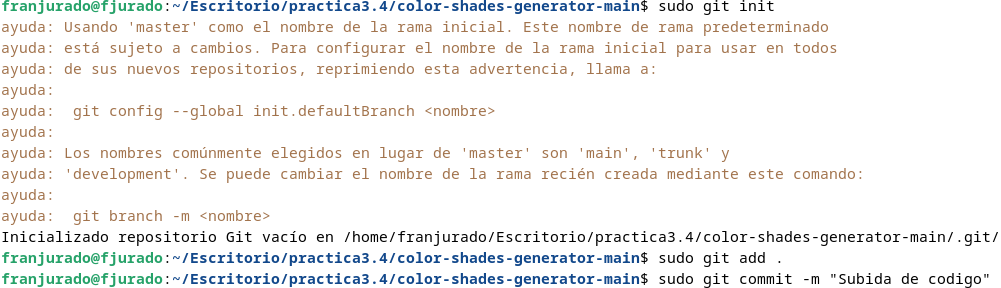 franjurado@fjurado:~/Escritorio/practica3.4/color-shades-generator-main$ sudo git init
ayuda: Usando 'master' como el nombre de la rama inicial. Este nombre de rama predeterminado
ayuda: está sujeto a cambios. Para configurar el nombre de la rama inicial para usar en todos
ayuda: de sus nuevos repositorios, reprimiendo esta advertencia, llama a:
ayuda:
ayuda:  git config --global init.defaultBranch <nombre>
ayuda:
ayuda: Los nombres comúnmente elegidos en lugar de 'master' son 'main', 'trunk' y
ayuda: 'development'. Se puede cambiar el nombre de la rama recién creada mediante este comando:
ayuda:
ayuda:  git branch -m <nombre>
Inicializado repositorio Git vacío en /home/franjurado/Escritorio/practica3.4/color-shades-generator-main/.git/
franjurado@fjurado:~/Escritorio/practica3.4/color-shades-generator-main$ sudo git add .
franjurado@fjurado:~/Escritorio/practica3.4/color-shades-generator-main$ sudo git commit -m "Subida de codigo"